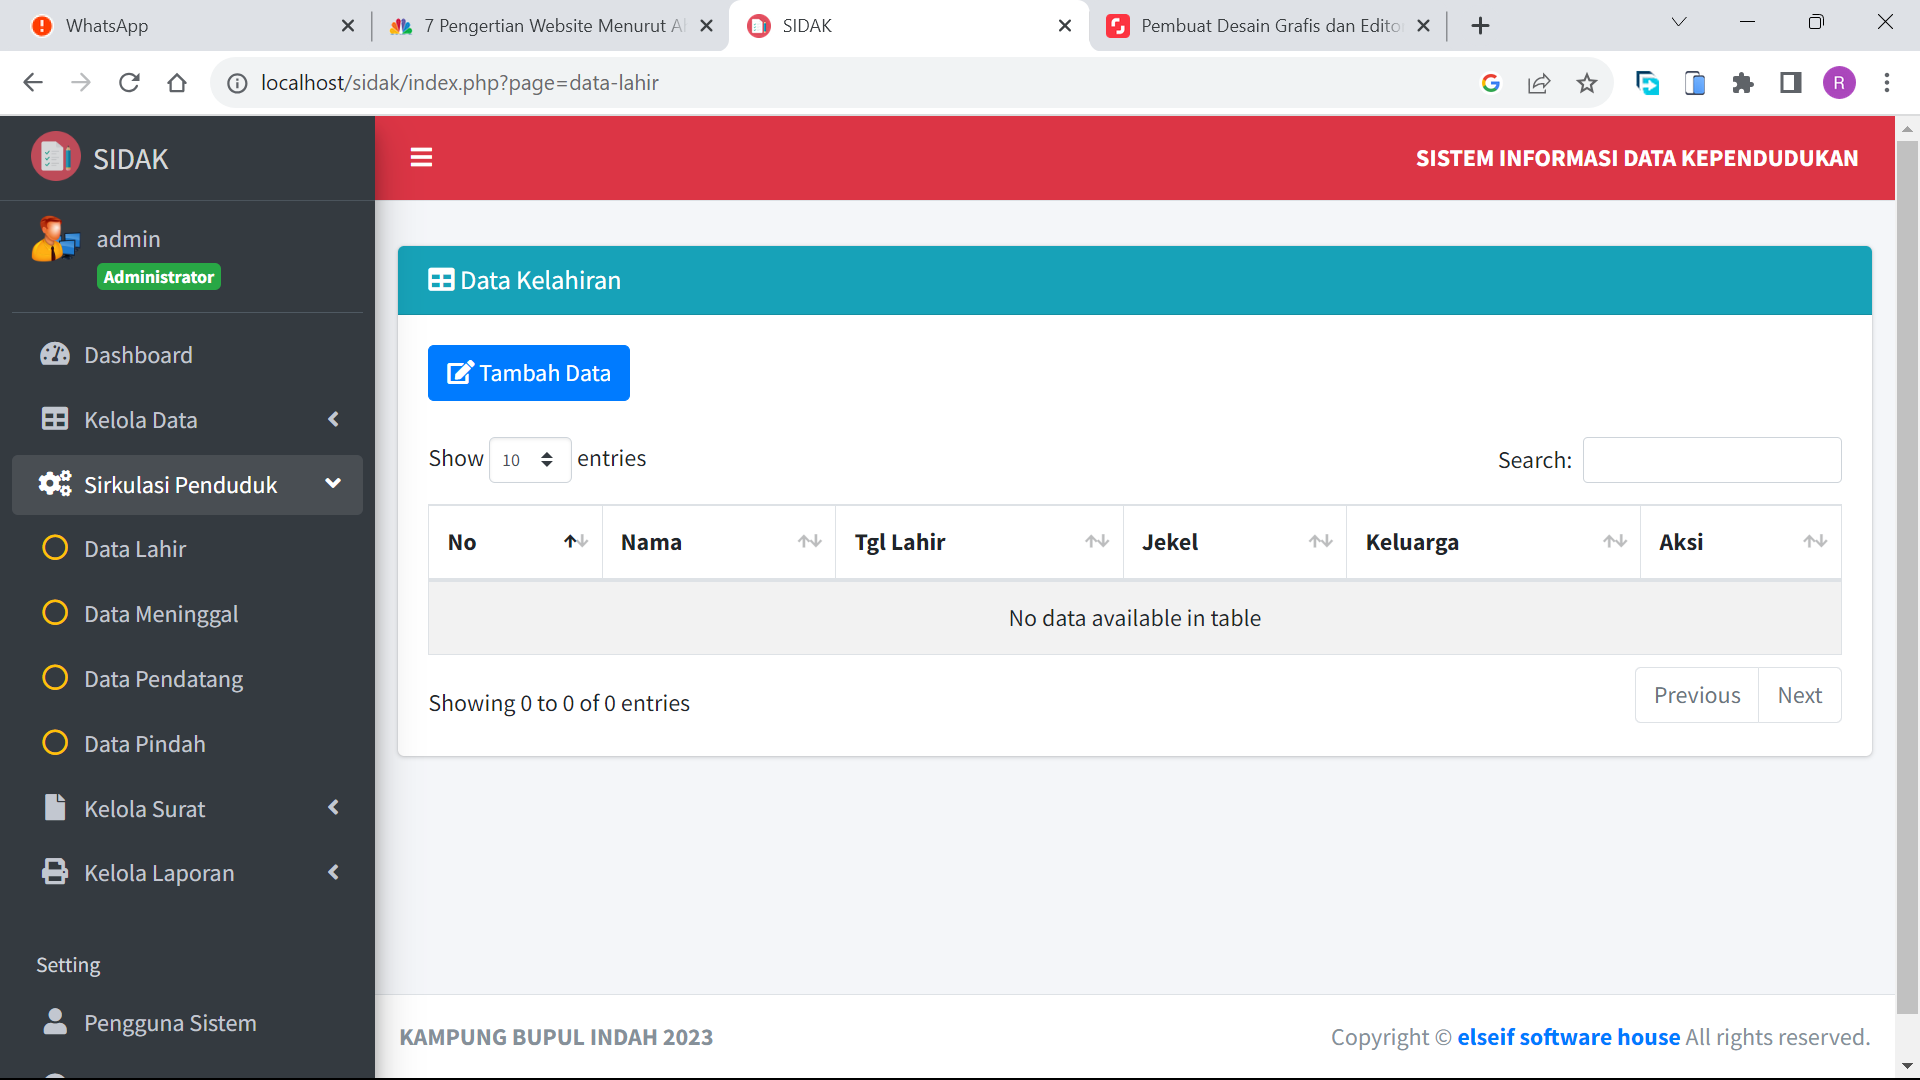 WhatsApp
7 Pengertian Website Menurut A
SIDAK
Pembuat Desain Grafis dan Edito
localhost/sidak/index.php?page=data-lahir
R
SIDAK
SISTEM INFORMASI DATA KEPENDUDUKAN
admin
Administrator
Dashboard
Kelola Data
Sirkulasi Penduduk
Data Lahir
Data Meninggal
Data Pendatang
Data Pindah
Kelola Surat
Kelola Laporan
Setting
Pengguna Sistem
Data Kelahiran
Tambah Data
Show 10 entries
Search:
No Nama Tgl Lahir Jekel Keluarga Aksi
No data available in table
Showing 0 to 0 of 0 entries
Previous Next
KAMPUNG BUPUL INDAH 2023
Copyright © elseif software house All rights reserved.